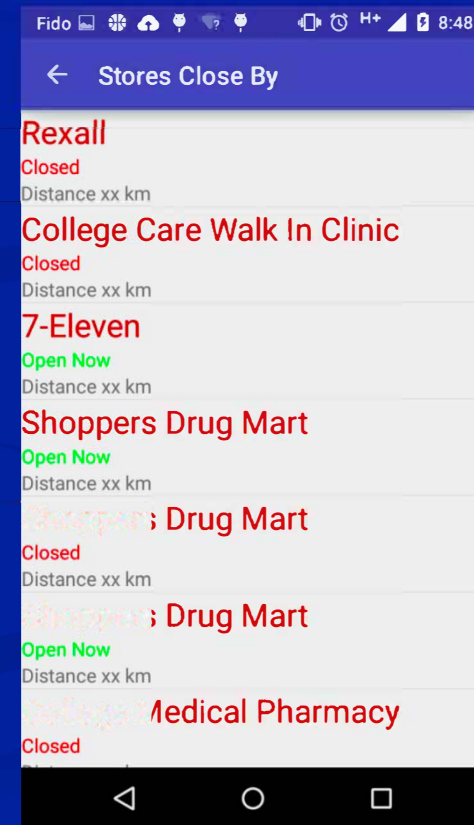 Fido H+ 8:48
Stores Close By
Rexall
Closed
Distance xx km
College Care Walk In Clinic
Closed
Distance xx km
7-Eleven
Open Now
Distance xx km
Shoppers Drug Mart
Open Now
Distance xx km
Drug Mart
Closed
Distance xx km
Drug Mart
Open Now
Distance xx km
Pharmacy
Closed